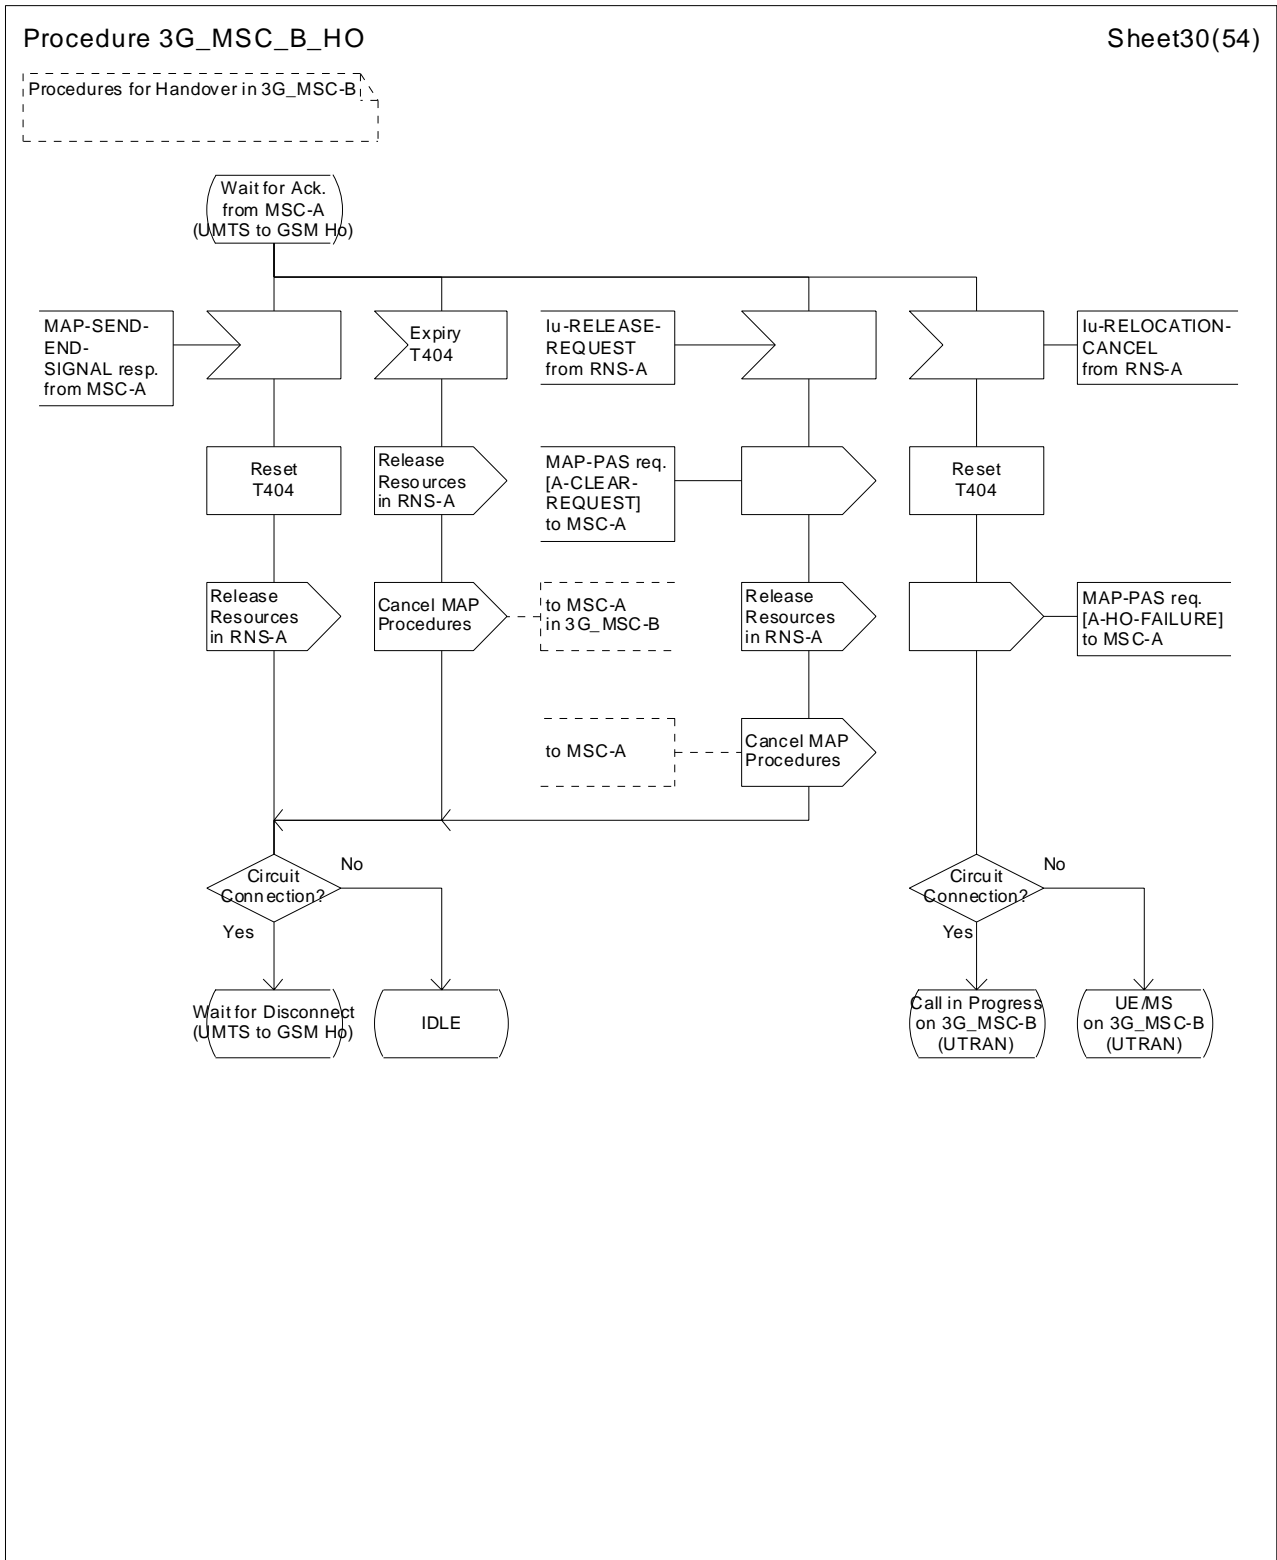 Procedure 3G_MSC_B_HO
Sheet30(54)
Procedures for Handover in 3G_MSC-B
Wait for Ack.
from MSC-A
(UMTS to GSM Ho)
MAP-SEND-
END-
SIGNAL resp.
from MSC-A
Expiry
T404
Iu-RELEASE-
REQUEST
from RNS-A
Iu-RELOCATION-
CANCEL
from RNS-A
Reset
T404
Release
Resources
in RNS-A
MAP-PAS req.
[A-CLEAR-
REQUEST]
to MSC-A
Reset
T404
Release
Resources
in RNS-A
Cancel MAP
Procedures
to MSC-A
in 3G_MSC-B
Release
Resources
in RNS-A
MAP-PAS req.
[A-HO-FAILURE]
to MSC-A
to MSC-A
Cancel MAP
Procedures
Circuit
Connection?
No
Yes
Circuit
Connection?
No
Yes
Wait for Disconnect
(UMTS to GSM Ho)
IDLE
Call in Progress
on 3G_MSC-B
(UTRAN)
UE/MS
on 3G_MSC-B
(UTRAN)